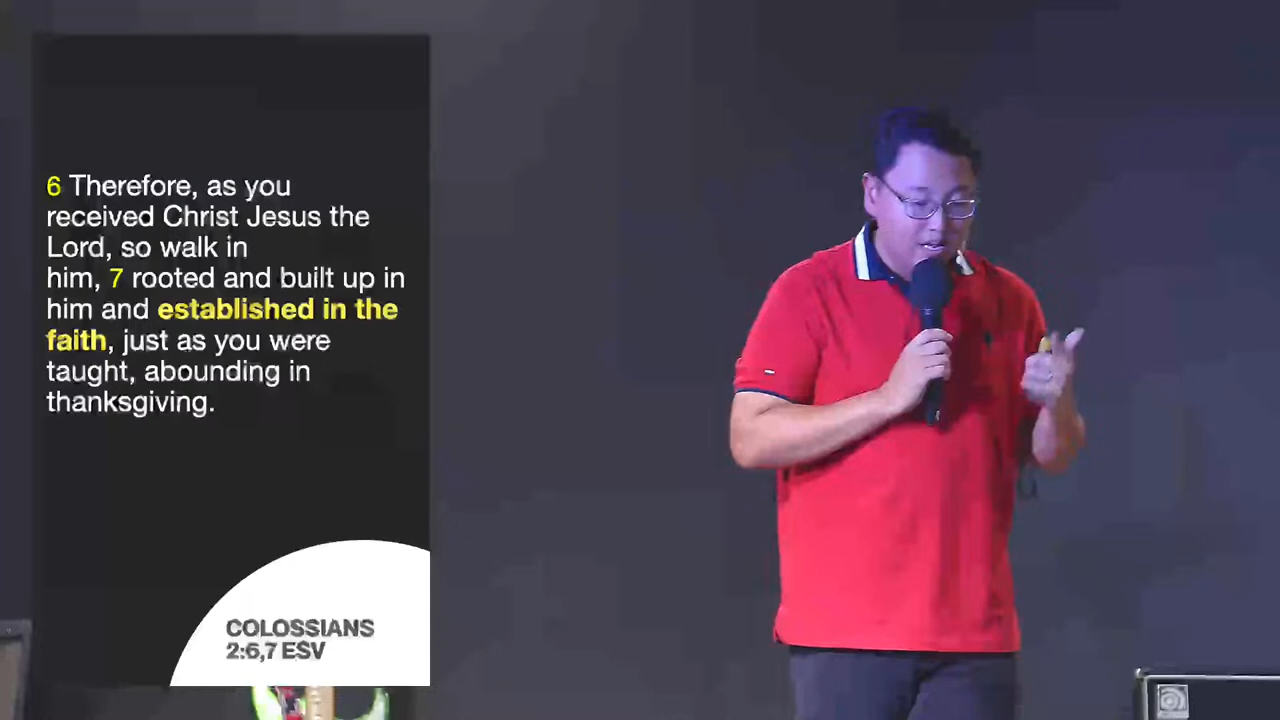 6 Therefore, as you
received Christ Jesus the
Lord, so walk in
him, 7 rooted and built up in
him and established in the
faith, just as you were
taught, abounding in
thanksgiving.
COLOSSIANS
2:6,7 ESV